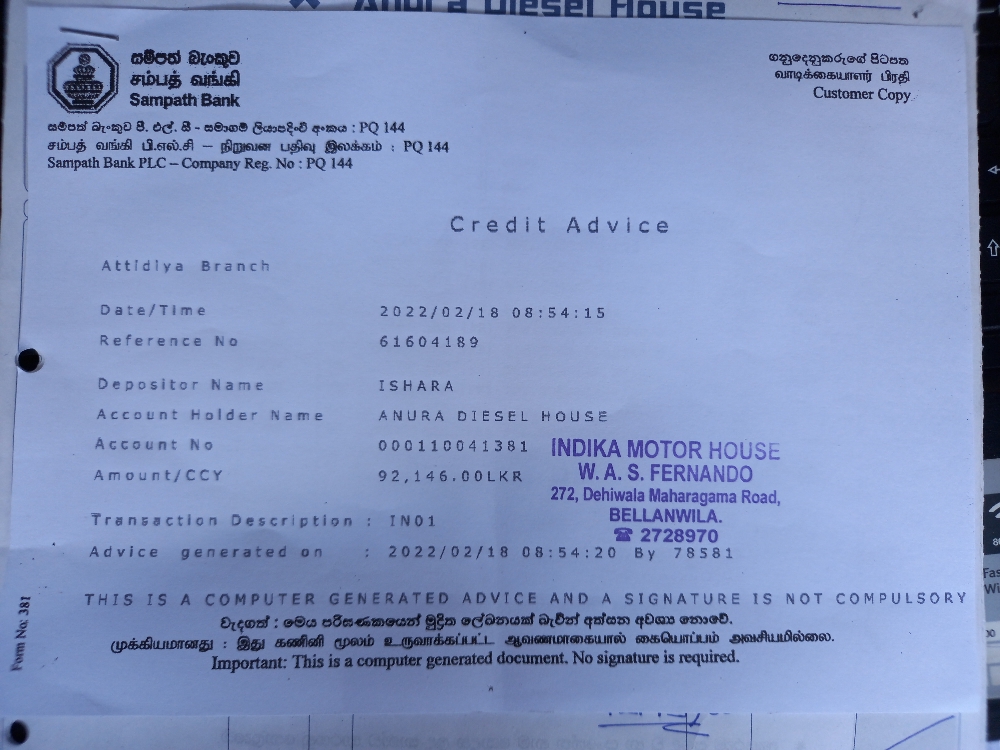 Anura Diesel House
සම්පත් බැංකුව
சம்பத் வங்கி
Sampath Bank
ගනුදෙනුකරුගේ පිටපත
வாடிக்கையாளர் பிரதி
Customer Copy
සම්පත් බැංකුව පී. එල්. සී - සමාගම් ලියාපදිංචි අංකය : PQ 144
சம்பத் வங்கி பி.எல்.சி – நிறுவன பதிவு இலக்கம் : PQ 144
Sampath Bank PLC – Company Reg. No : PQ 144
Credit Advice
Attidiya Branch
Date/Time 2022/02/18 08:54:15
Reference No 61604189
Depositor Name ISHARA
Account Holder Name ANURA DIESEL HOUSE
Account No 000110041381
Amount/CCY 92,146.00LKR
INDIKA MOTOR HOUSE
W. A. S. FERNANDO
272, Dehiwala Maharagama Road,
BELLANWILA.
☎ 2728970
Transaction Description : IN01
Advice generated on : 2022/02/18 08:54:20 By 78581
THIS IS A COMPUTER GENERATED ADVICE AND A SIGNATURE IS NOT COMPULSORY
වැදගත් : මෙය පරිගණකයෙන් මුද්‍රිත ලේඛනයක් බැවින් අත්සන අවශ්‍ය නොවේ.
முக்கியமானது : இது கணினி மூலம் உருவாக்கப்பட்ட ஆவணமாகையால் கையொப்பம் அவசியமில்லை.
Important: This is a computer generated document. No signature is required.
Form No: 381